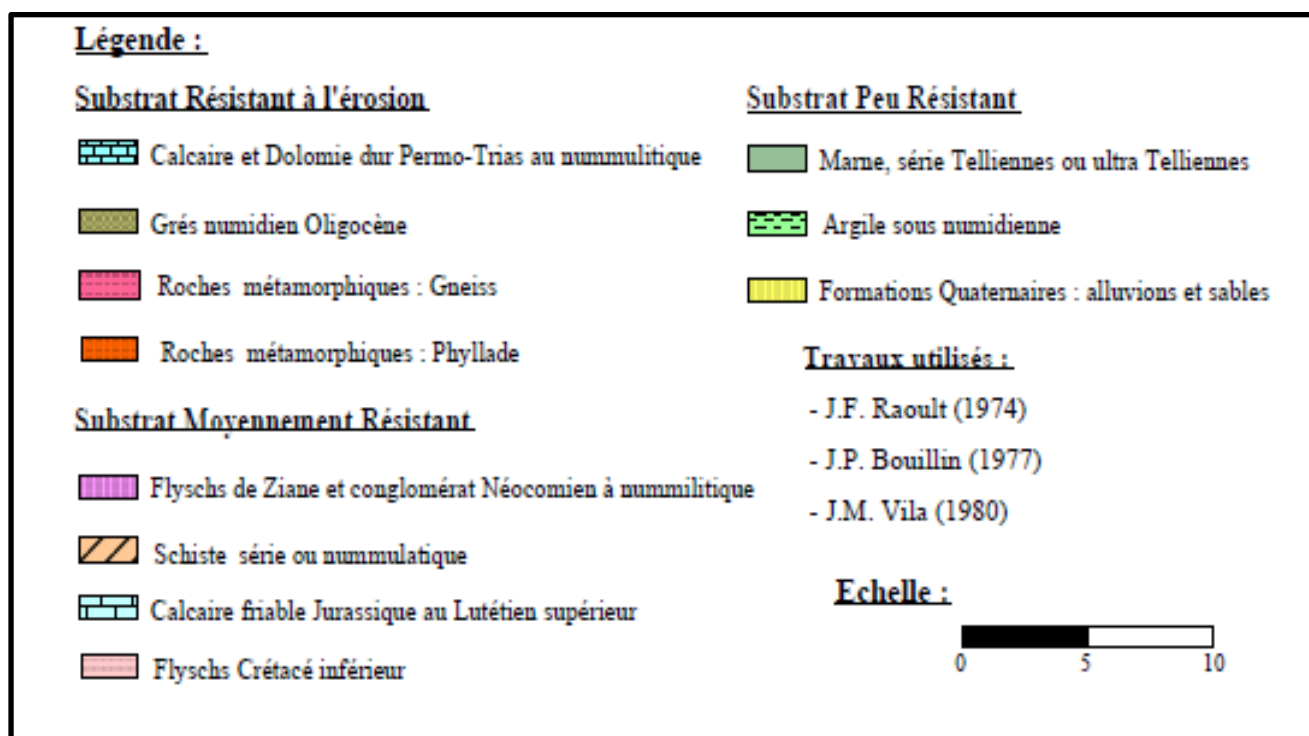 Légende :
Substrat Résistant à l'érosion
Calcaire et Dolomie dur Permo-Trias au nummulitique
Grés numidien Oligocène
Roches métamorphiques : Gneiss
Roches métamorphiques : Phyllade
Substrat Moyennement Résistant
Flyschs de Ziane et conglomérat Néocomien à nummilitique
Schiste série ou nummulatique
Calcaire friable Jurassique au Lutétien supérieur
Flyschs Crétacé inférieur
Substrat Peu Résistant
Marne, série Telliennes ou ultra Telliennes
Argile sous numidienne
Formations Quaternaires : alluvions et sables
Travaux utilisés :
- J.F. Raoult (1974)
- J.P. Bouillin (1977)
- J.M. Vila (1980)
Echelle :
0 5 10